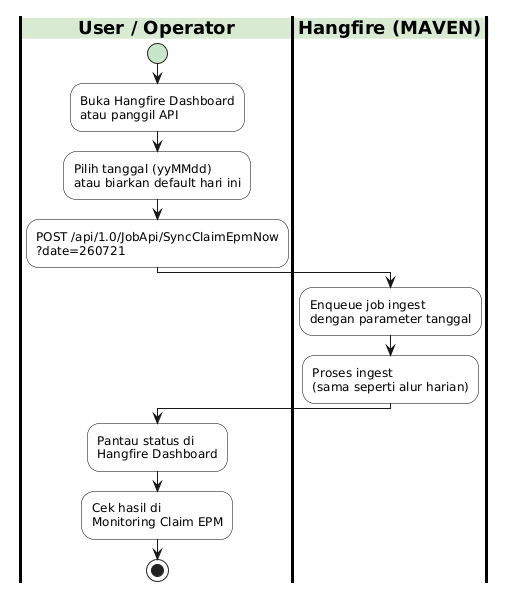 User / Operator
Hangfire (MAVEN)
Buka Hangfire Dashboard
atau panggil API
Pilih tanggal (yyMMdd)
atau biarkan default hari ini
POST /api/1.0/JobApi/SyncClaimEpmNow
?date=260721
Enqueue job ingest
dengan parameter tanggal
Proses ingest
(sama seperti alur harian)
Pantau status di
Hangfire Dashboard
Cek hasil di
Monitoring Claim EPM